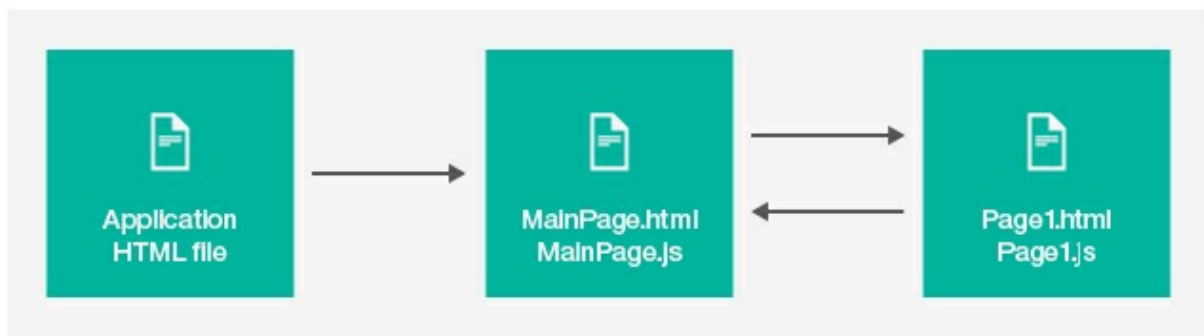 Application
HTML file
MainPage.html
MainPage.js
Page1.html
Page1.js